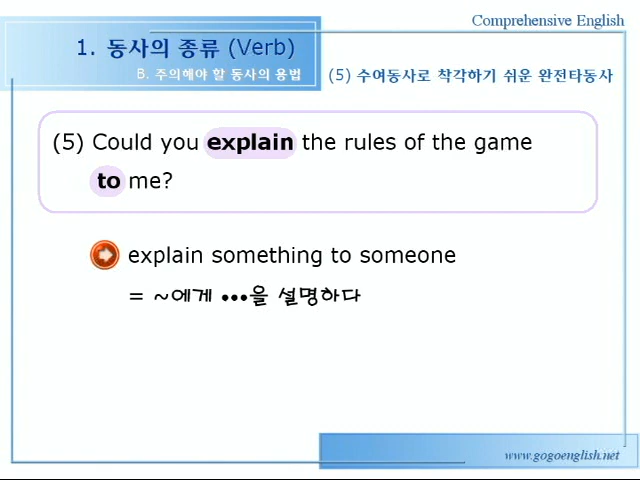 Comprehensive English
1. 동사의 종류 (Verb)
B. 주의해야 할 동사의 용법
(5) 수여동사로 착각하기 쉬운 완전타동사
(5) Could you explain the rules of the game
to me?
explain something to someone
= ~에게 •••을 설명하다
www.gogoenglish.net